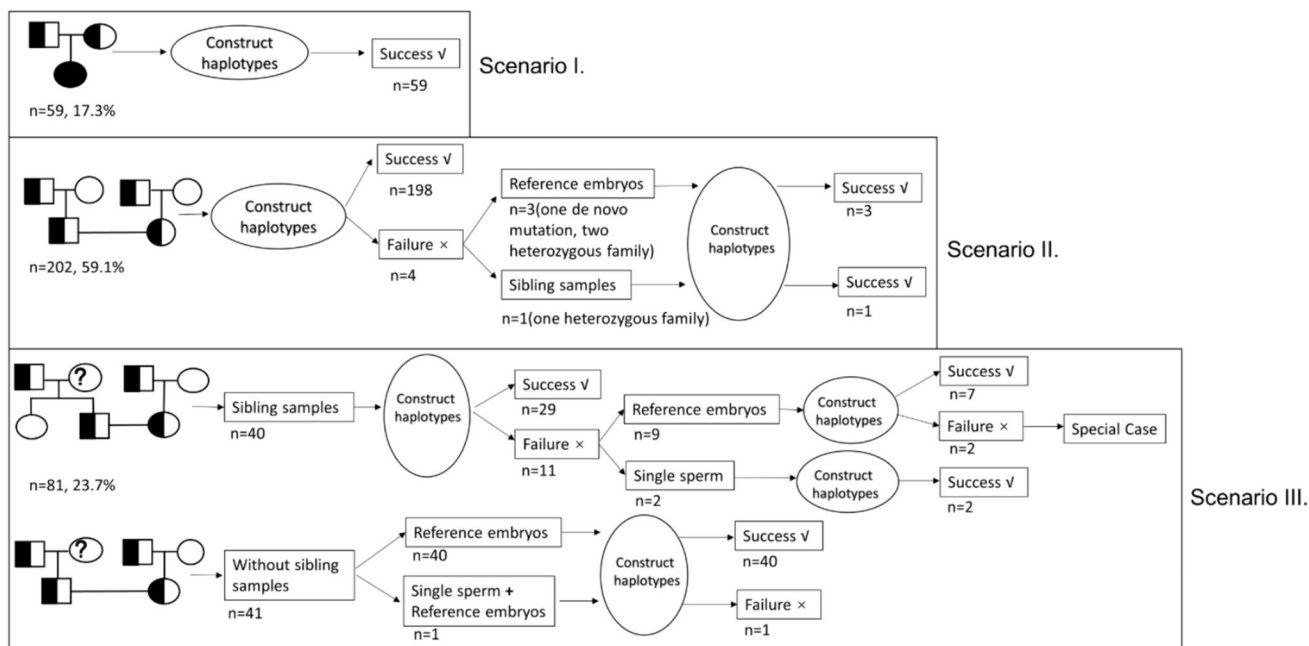 Construct
haplotypes
Success √
n=59
n=59, 17.3%
Scenario I.
n=202, 59.1%
Construct
haplotypes
Success √
n=198
Failure ×
n=4
Reference embryos
n=3(one de novo
mutation, two
heterozygous family)
Sibling samples
n=1(one heterozygous family)
Construct
haplotypes
Success √
n=3
Success √
n=1
Scenario II.
?
n=81, 23.7%
Sibling samples
n=40
Construct
haplotypes
Success √
n=29
Failure ×
n=11
Reference embryos
n=9
Single sperm
n=2
Construct
haplotypes
Construct
haplotypes
Success √
n=7
Failure ×
n=2
Special Case
Success √
n=2
Scenario III.
?
Without sibling
samples
n=41
Reference embryos
n=40
Single sperm +
Reference embryos
n=1
Construct
haplotypes
Success √
n=40
Failure ×
n=1